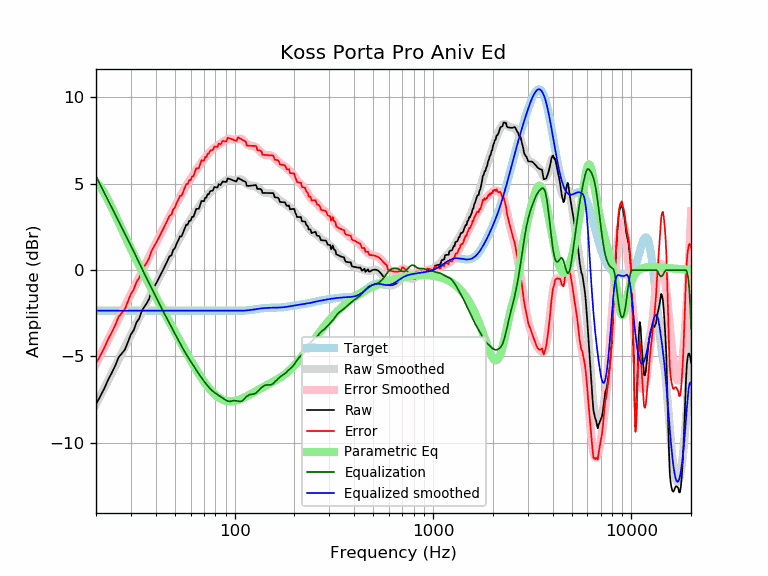 Koss Porta Pro Aniv Ed
Amplitude (dBr)
10
5
0
−5
−10
Target
Raw Smoothed
Error Smoothed
Raw
Error
Parametric Eq
Equalization
Equalized smoothed
100
1000
10000
Frequency (Hz)